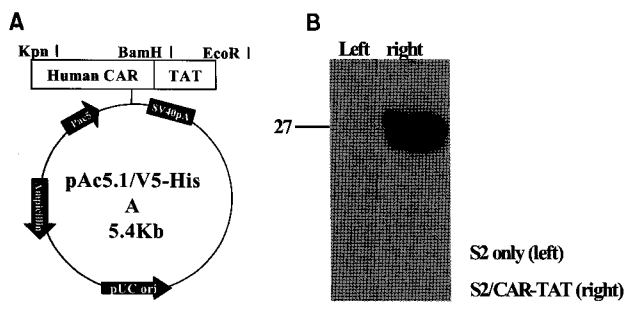 A
Kpn I
BamH I
EcoR I
Human CAR
TAT
Pac5
SV40pA
Ampicillin
pAc5.1/V5-His
A
5.4Kb
pUC ori
B
Left right
27
S2 only (left)
S2/CAR-TAT (right)